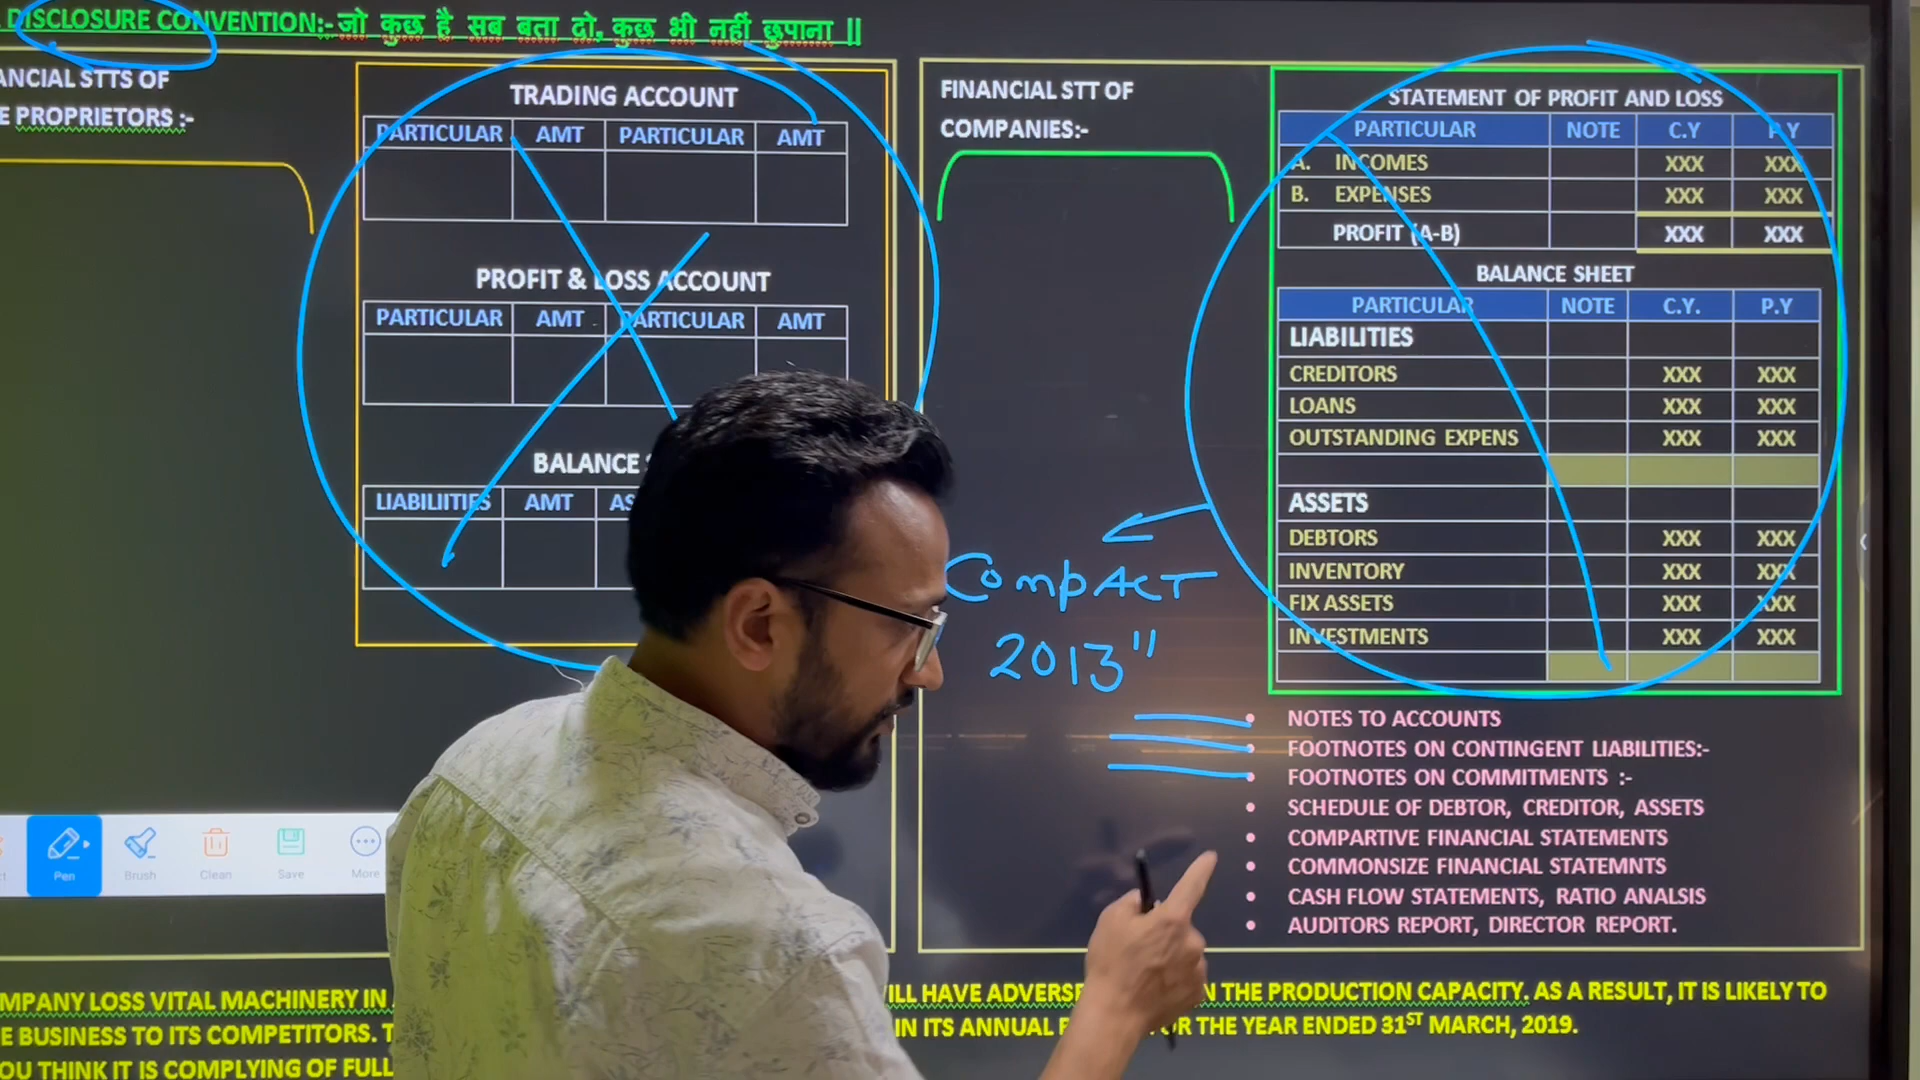 DISCLOSURE CONVENTION:- जो कुछ है सब बता दो, कुछ भी नहीं छुपाना ||
ANCIAL STTS OF
E PROPRIETORS :-
TRADING ACCOUNT
PARTICULAR AMT PARTICULAR AMT
PROFIT & LOSS ACCOUNT
PARTICULAR AMT PARTICULAR AMT
BALANCE
LIABILIITIES AMT AS
FINANCIAL STT OF
COMPANIES:-
STATEMENT OF PROFIT AND LOSS
PARTICULAR NOTE C.Y P.Y
A. INCOMES XXX XXX
B. EXPENSES XXX XXX
PROFIT (A-B) XXX XXX
BALANCE SHEET
PARTICULAR NOTE C.Y. P.Y
LIABILITIES
CREDITORS XXX XXX
LOANS XXX XXX
OUTSTANDING EXPENS XXX XXX
ASSETS
DEBTORS XXX XXX
INVENTORY XXX XXX
FIX ASSETS XXX XXX
INVESTMENTS XXX XXX
CompACT
2013"
• NOTES TO ACCOUNTS
• FOOTNOTES ON CONTINGENT LIABILITIES:-
• FOOTNOTES ON COMMITMENTS :-
• SCHEDULE OF DEBTOR, CREDITOR, ASSETS
• COMPARTIVE FINANCIAL STATEMENTS
• COMMONSIZE FINANCIAL STATEMNTS
• CASH FLOW STATEMENTS, RATIO ANALSIS
• AUDITORS REPORT, DIRECTOR REPORT.
Pen Brush Clean Save More
MPANY LOSS VITAL MACHINERY IN ILL HAVE ADVERSE N THE PRODUCTION CAPACITY. AS A RESULT, IT IS LIKELY TO
E BUSINESS TO ITS COMPETITORS. T IN ITS ANNUAL OR THE YEAR ENDED 31ST MARCH, 2019.
OU THINK IT IS COMPLYING OF FULL